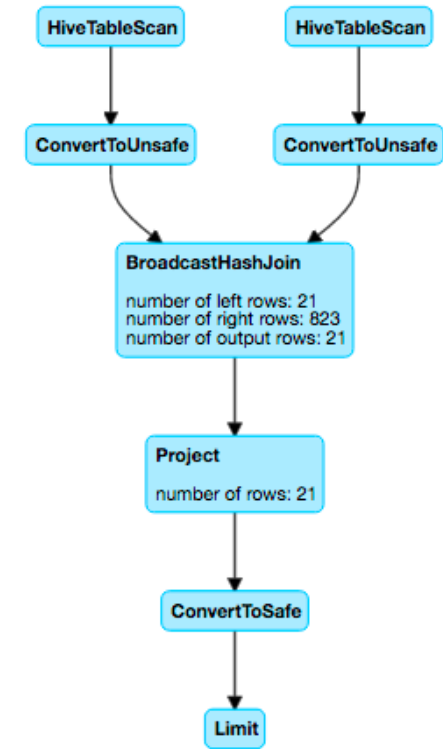 HiveTableScan
HiveTableScan
ConvertToUnsafe
ConvertToUnsafe
BroadcastHashJoin
number of left rows: 21
number of right rows: 823
number of output rows: 21
Project
number of rows: 21
ConvertToSafe
Limit